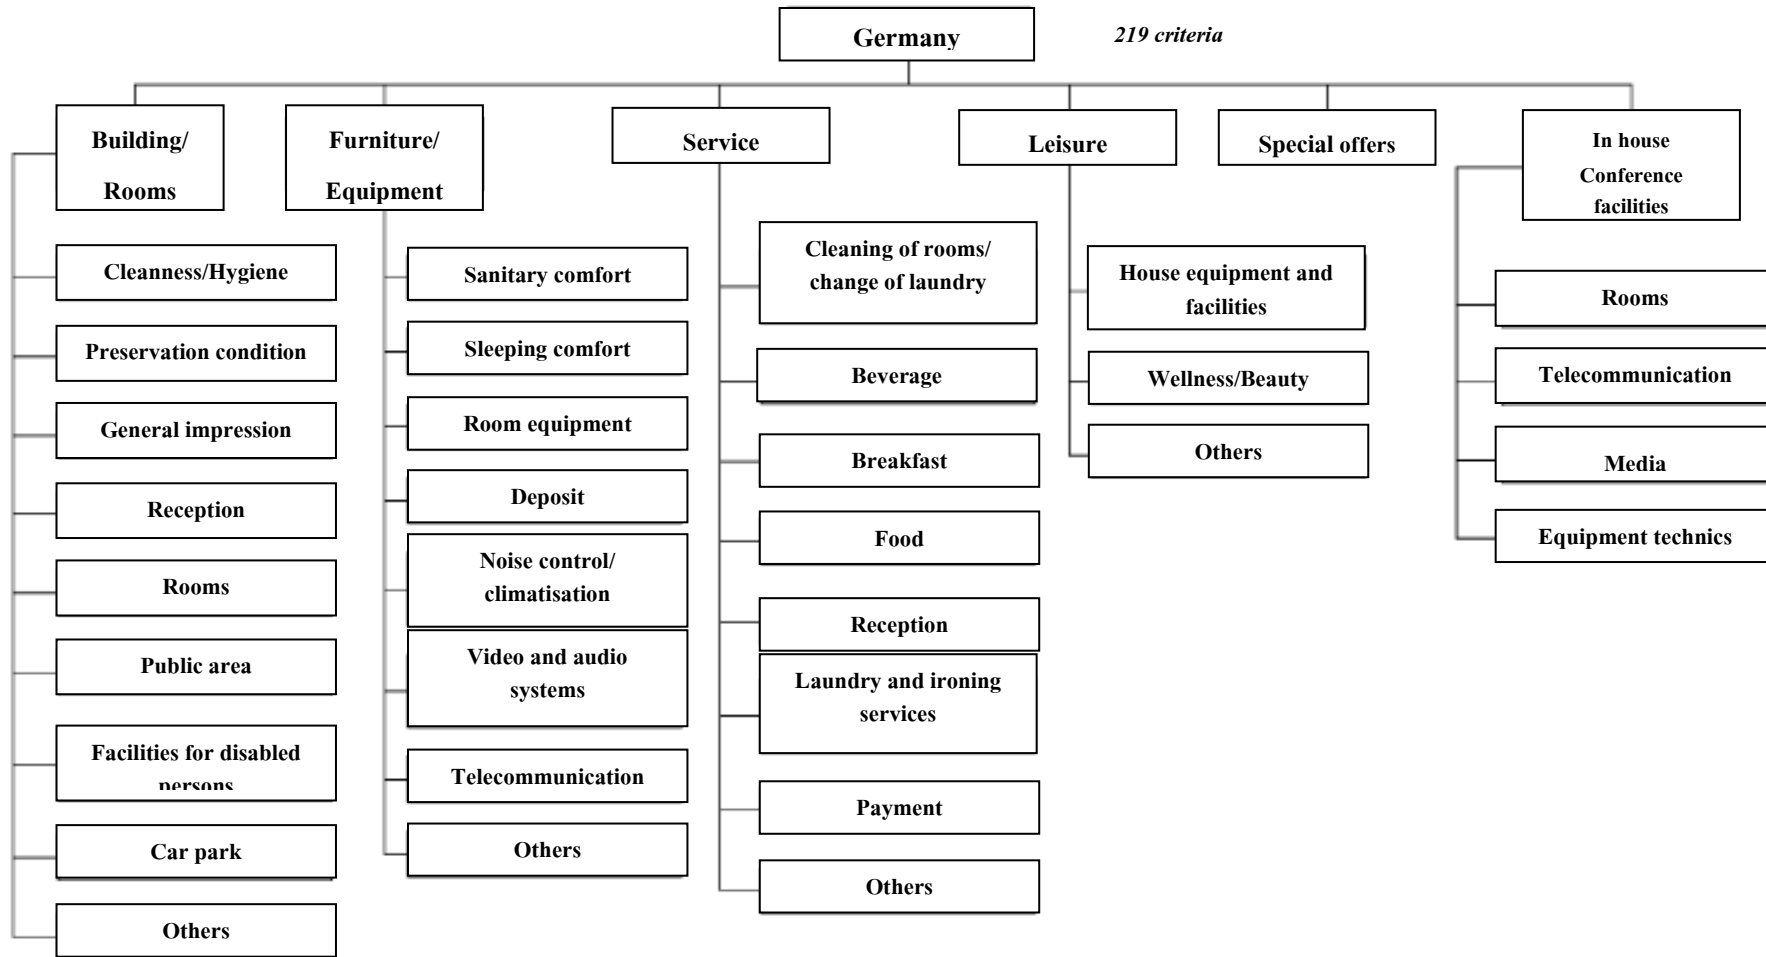 Germany
219 criteria
Building/
Rooms
Furniture/
Equipment
Service
Leisure
Special offers
In house
Conference
facilities
Cleanness/Hygiene
Preservation condition
General impression
Reception
Rooms
Public area
Facilities for disabled
persons
Car park
Others
Sanitary comfort
Sleeping comfort
Room equipment
Deposit
Noise control/
climatisation
Video and audio
systems
Telecommunication
Others
Cleaning of rooms/
change of laundry
Beverage
Breakfast
Food
Reception
Laundry and ironing
services
Payment
Others
House equipment and
facilities
Wellness/Beauty
Others
Rooms
Telecommunication
Media
Equipment technics